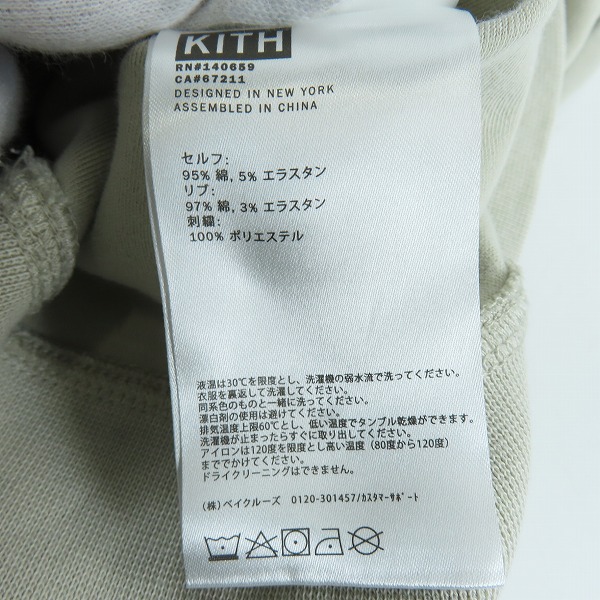 KITH
RN#140659
CA#67211
DESIGNED IN NEW YORK
ASSEMBLED IN CHINA
セルフ:
95% 綿, 5% エラスタン
リブ:
97% 綿, 3% エラスタン
刺繍:
100% ポリエステル
液温は30℃を限度とし、洗濯機の弱水流で洗ってください。
衣服を裏返して洗濯してください。
同系色のものと一緒に洗ってください。
漂白剤の使用は避けてください。
排気温度上限60℃とし、低い温度でタンブル乾燥ができます。
洗濯機が止まったらすぐに取り出してください。
アイロンは120度を限度とし高い温度（80度から120度）
まででかけてください。
ドライクリーニングはできません。
(株) ベイクルーズ 0120-301457/ｶｽﾀﾏｰｻﾎﾟｰﾄ